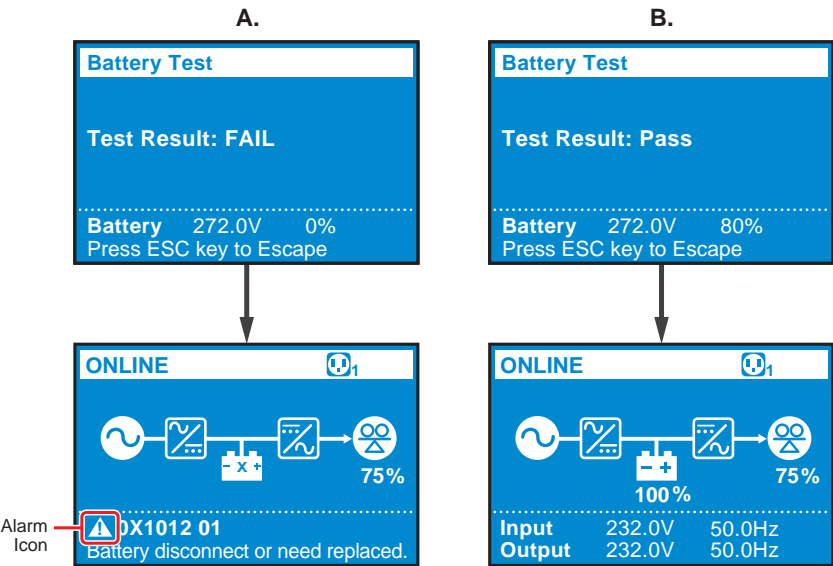 A.
Battery Test
Test Result: FAIL
Battery 272.0V 0%
Press ESC key to Escape
ONLINE 1
- x +
75%
Alarm Icon
0X1012 01
Battery disconnect or need replaced.
B.
Battery Test
Test Result: Pass
Battery 272.0V 80%
Press ESC key to Escape
ONLINE 1
- +
100%
75%
Input 232.0V 50.0Hz
Output 232.0V 50.0Hz